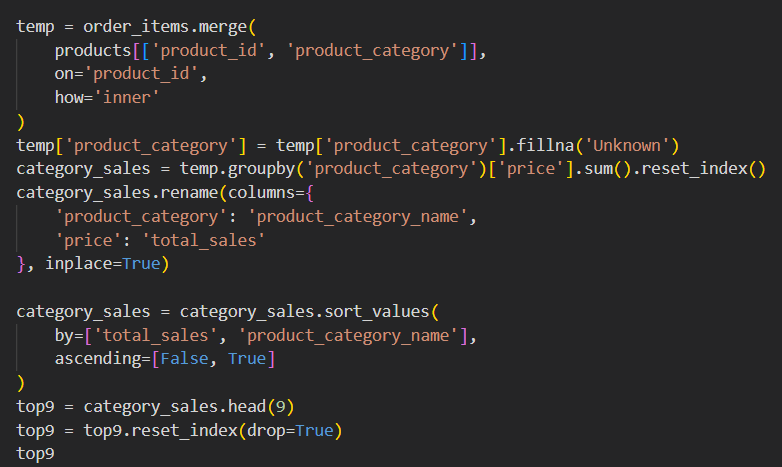 temp = order_items.merge(
    products[['product_id', 'product_category']],
    on='product_id',
    how='inner'
)
temp['product_category'] = temp['product_category'].fillna('Unknown')
category_sales = temp.groupby('product_category')['price'].sum().reset_index()
category_sales.rename(columns={
    'product_category': 'product_category_name',
    'price': 'total_sales'
}, inplace=True)

category_sales = category_sales.sort_values(
    by=['total_sales', 'product_category_name'],
    ascending=[False, True]
)
top9 = category_sales.head(9)
top9 = top9.reset_index(drop=True)
top9